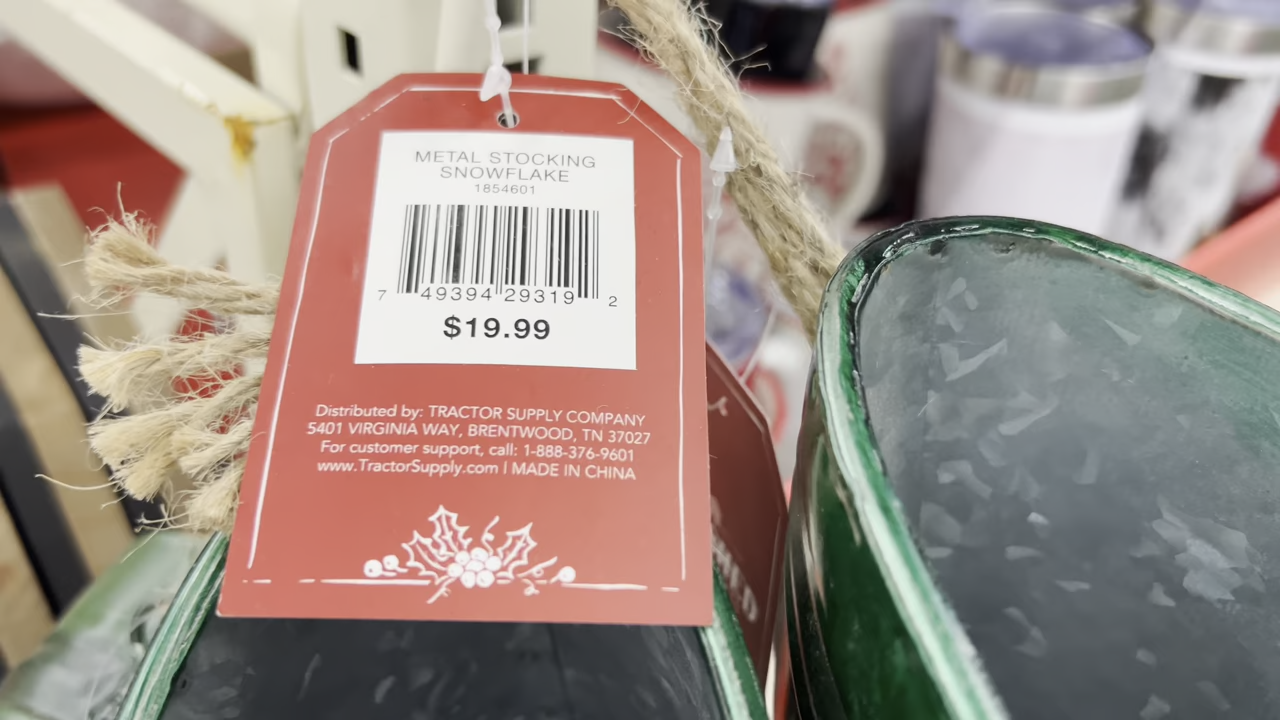 METAL STOCKING
SNOWFLAKE
1854601
7 49394 29319 2
$19.99
Distributed by: TRACTOR SUPPLY COMPANY
5401 VIRGINIA WAY, BRENTWOOD, TN 37027
For customer support, call: 1-888-376-9601
www.TractorSupply.com | MADE IN CHINA